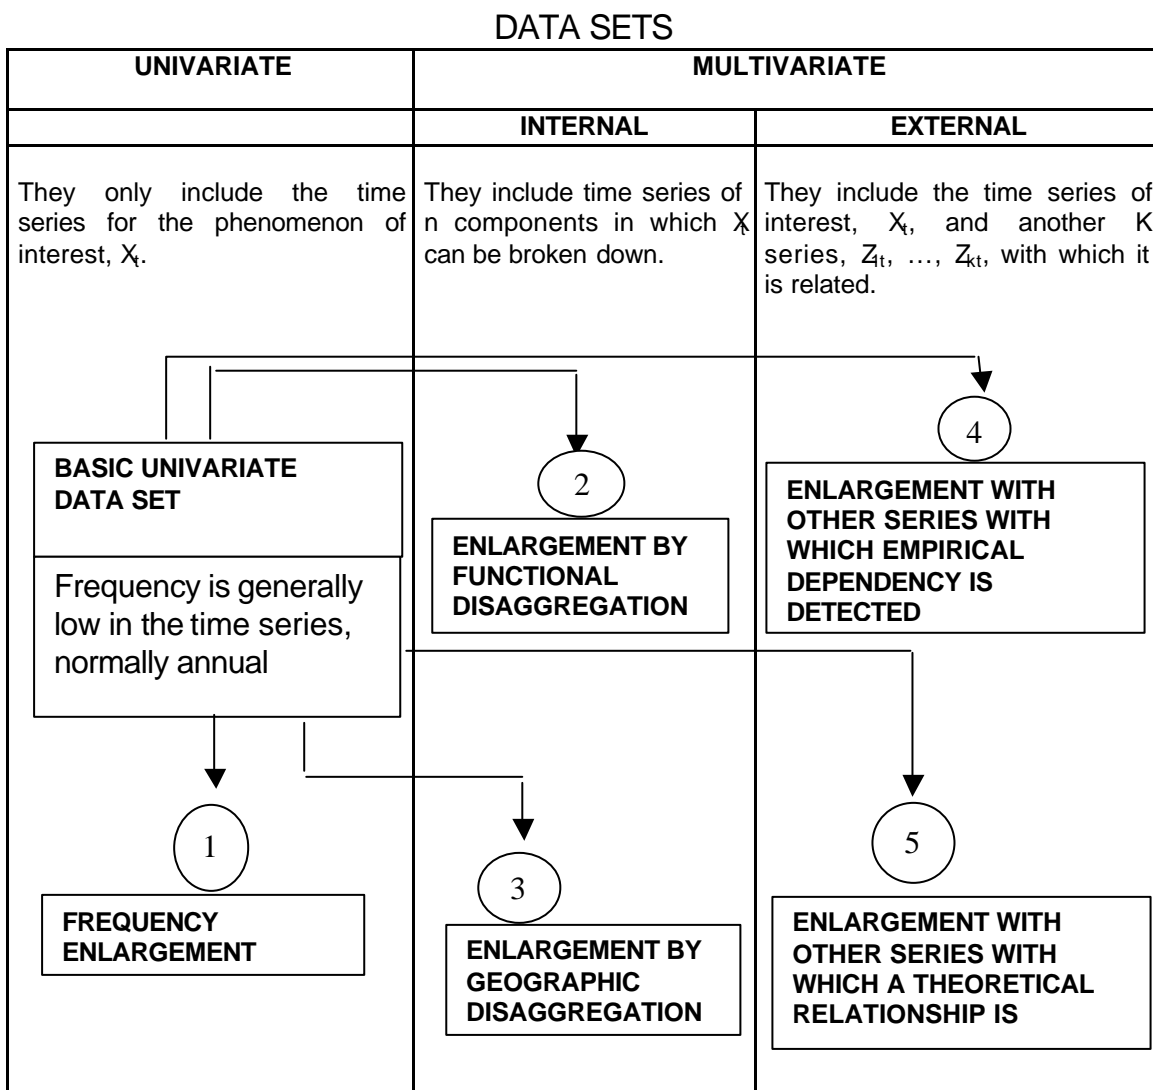 DATA SETS
UNIVARIATE
MULTIVARIATE
INTERNAL
EXTERNAL
They only include the time
series for the phenomenon of
interest, Xt.
They include time series of
n components in which Xt
can be broken down.
They include the time series of
interest, Xt, and another K
series, Z1t, …, Zkt, with which it
is related.
BASIC UNIVARIATE
DATA SET
Frequency is generally
low in the time series,
normally annual
2
ENLARGEMENT BY
FUNCTIONAL
DISAGGREGATION
4
ENLARGEMENT WITH
OTHER SERIES WITH
WHICH EMPIRICAL
DEPENDENCY IS
DETECTED
1
FREQUENCY
ENLARGEMENT
3
ENLARGEMENT BY
GEOGRAPHIC
DISAGGREGATION
5
ENLARGEMENT WITH
OTHER SERIES WITH
WHICH A THEORETICAL
RELATIONSHIP IS